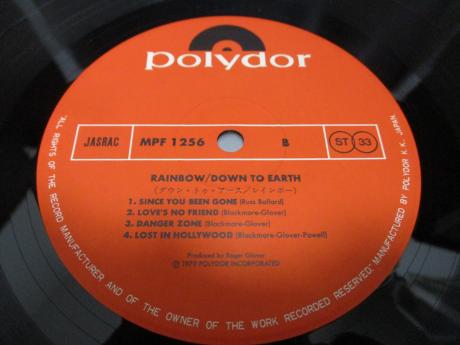 polydor
JASRAC MPF 1256 B ST 33
RAINBOW/DOWN TO EARTH
(ダウン・トゥ・アース/レインボー)
1. SINCE YOU BEEN GONE (Russ Ballard)
2. LOVE'S NO FRIEND (Blackmore-Glover)
3. DANGER ZONE (Blackmore-Glover)
4. LOST IN HOLLYWOOD (Blackmore-Glover-Powell)
Produced by Roger Glover
Ⓟ 1979 POLYDOR INCORPORATED
ALL RIGHTS OF THE RECORD MANUFACTURER AND OF THE OWNER OF THE WORK RECORDED RESERVED. MANUFACTURED BY POLYDOR K.K., JAPAN